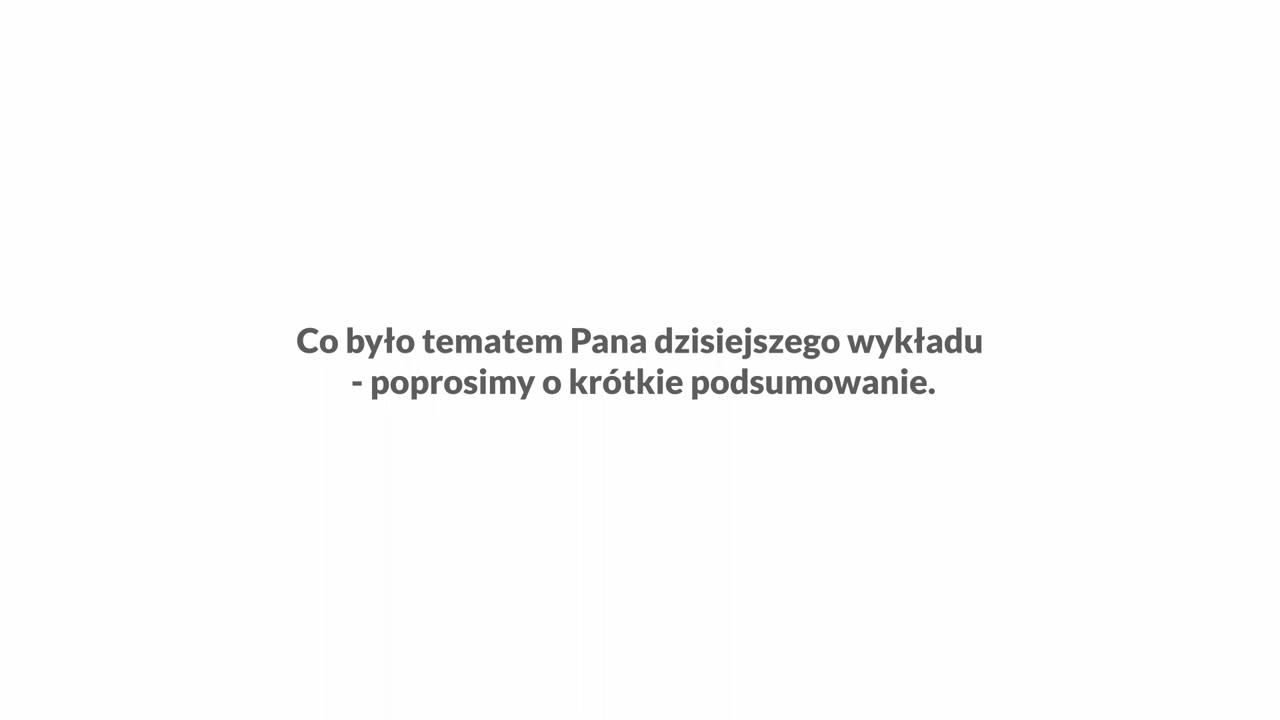 Co było tematem Pana dzisiejszego wykładu
- poprosimy o krótkie podsumowanie.